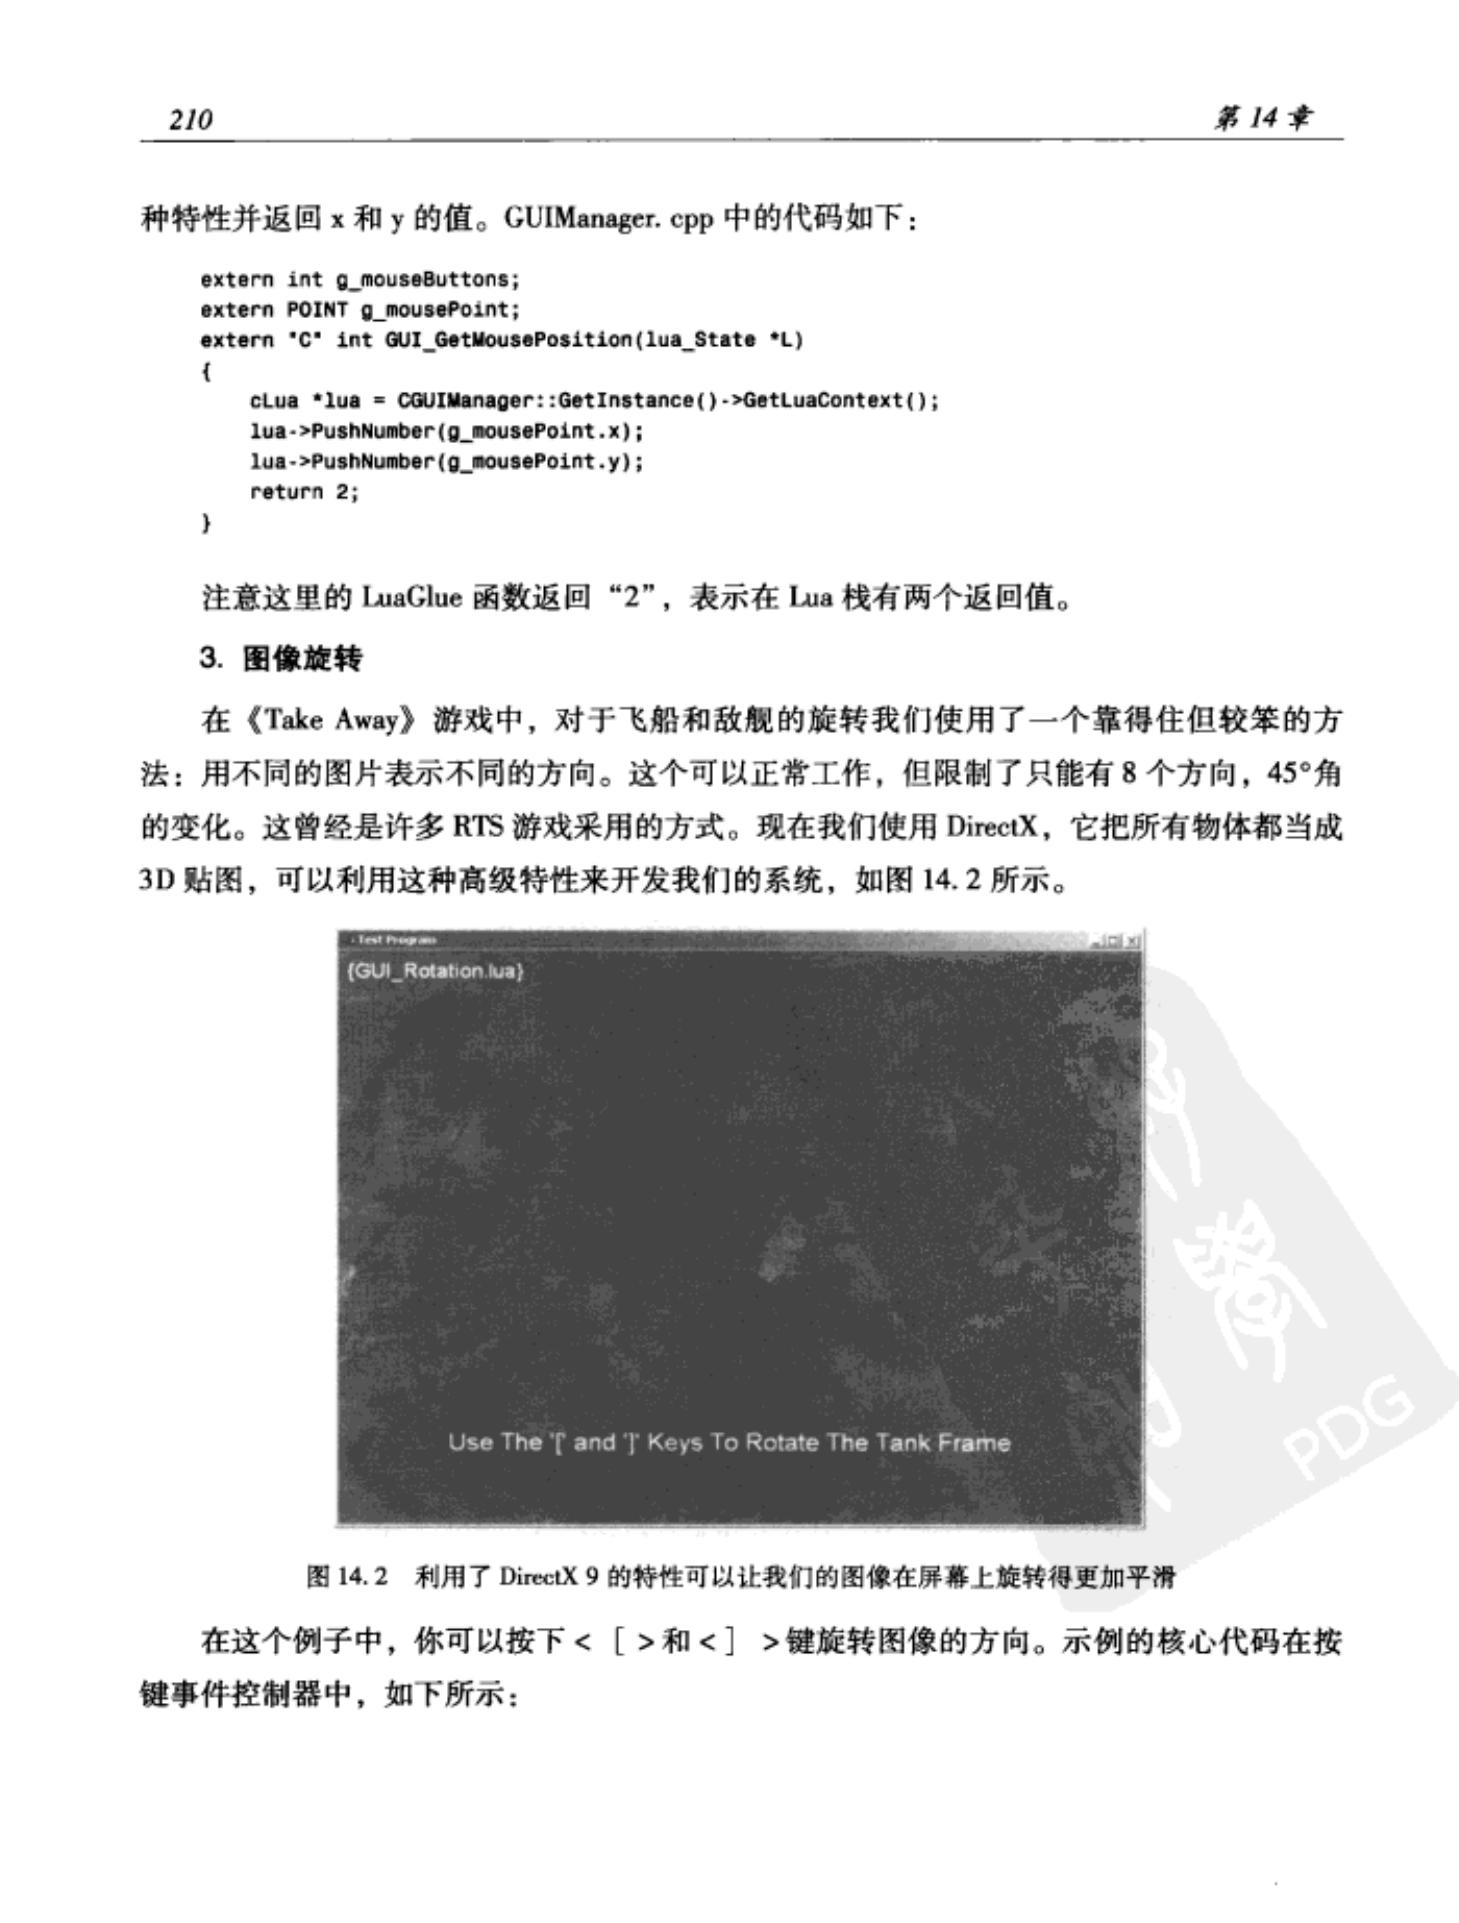 210
第 14 章
种特性并返回 x 和 y 的值。GUIManager. cpp 中的代码如下：
extern int g_mouseButtons;
extern POINT g_mousePoint;
extern "C" int GUI_GetMousePosition(lua_State *L)
{
cLua *lua = CGUIManager::GetInstance()->GetLuaContext();
lua->PushNumber(g_mousePoint.x);
lua->PushNumber(g_mousePoint.y);
return 2;
}
注意这里的 LuaGlue 函数返回 “2”，表示在 Lua 栈有两个返回值。
3. 图像旋转
在《Take Away》游戏中，对于飞船和敌舰的旋转我们使用了一个靠得住但较笨的方
法：用不同的图片表示不同的方向。这个可以正常工作，但限制了只能有 8 个方向，45°角
的变化。这曾经是许多 RTS 游戏采用的方式。现在我们使用 DirectX，它把所有物体都当成
3D 贴图，可以利用这种高级特性来开发我们的系统，如图 14. 2 所示。
Test Program
{GUI_Rotation.lua}
Use The '[' and ']' Keys To Rotate The Tank Frame
PDG
图 14. 2 利用了 DirectX 9 的特性可以让我们的图像在屏幕上旋转得更加平滑
在这个例子中，你可以按下 < [ > 和 < ] > 键旋转图像的方向。示例的核心代码在按
键事件控制器中，如下所示：